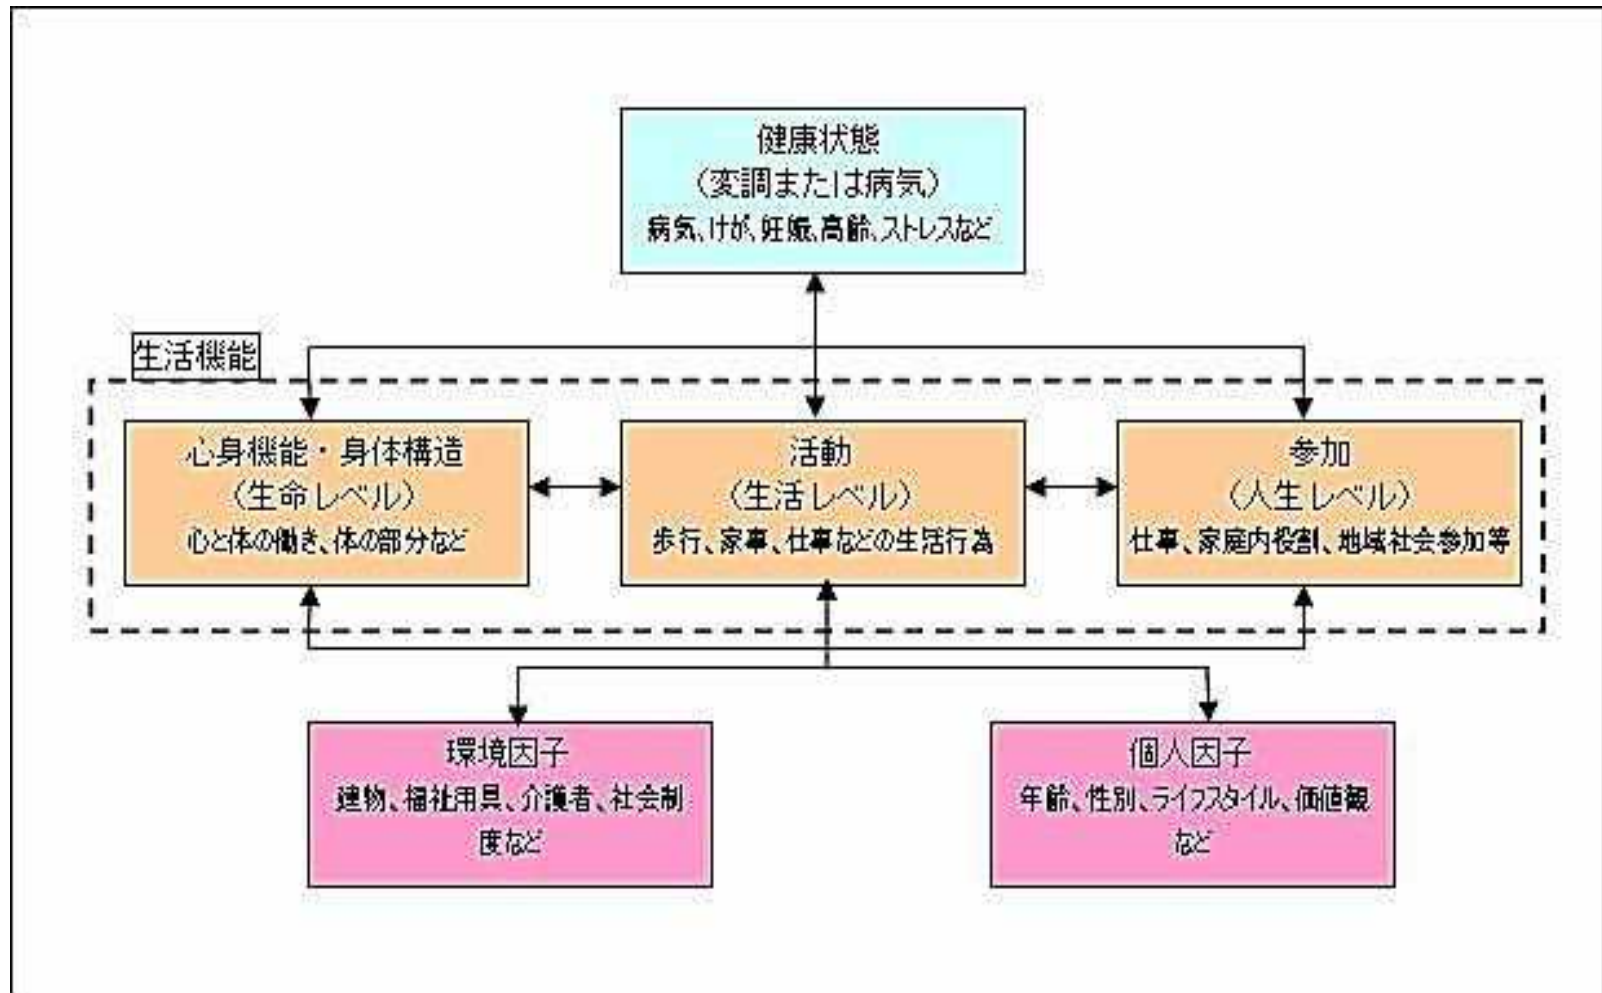 健康状態
(変調または病気)
病気、けが、妊娠、高齢、ストレスなど
生活機能
心身機能・身体構造
(生命レベル)
心と体の働き、体の部分など
活動
(生活レベル)
歩行、家事、仕事などの生活行為
参加
(人生レベル)
仕事、家庭内役割、地域社会参加等
環境因子
建物、福祉用具、介護者、社会制
度など
個人因子
年齢、性別、ライフスタイル、価値観
など